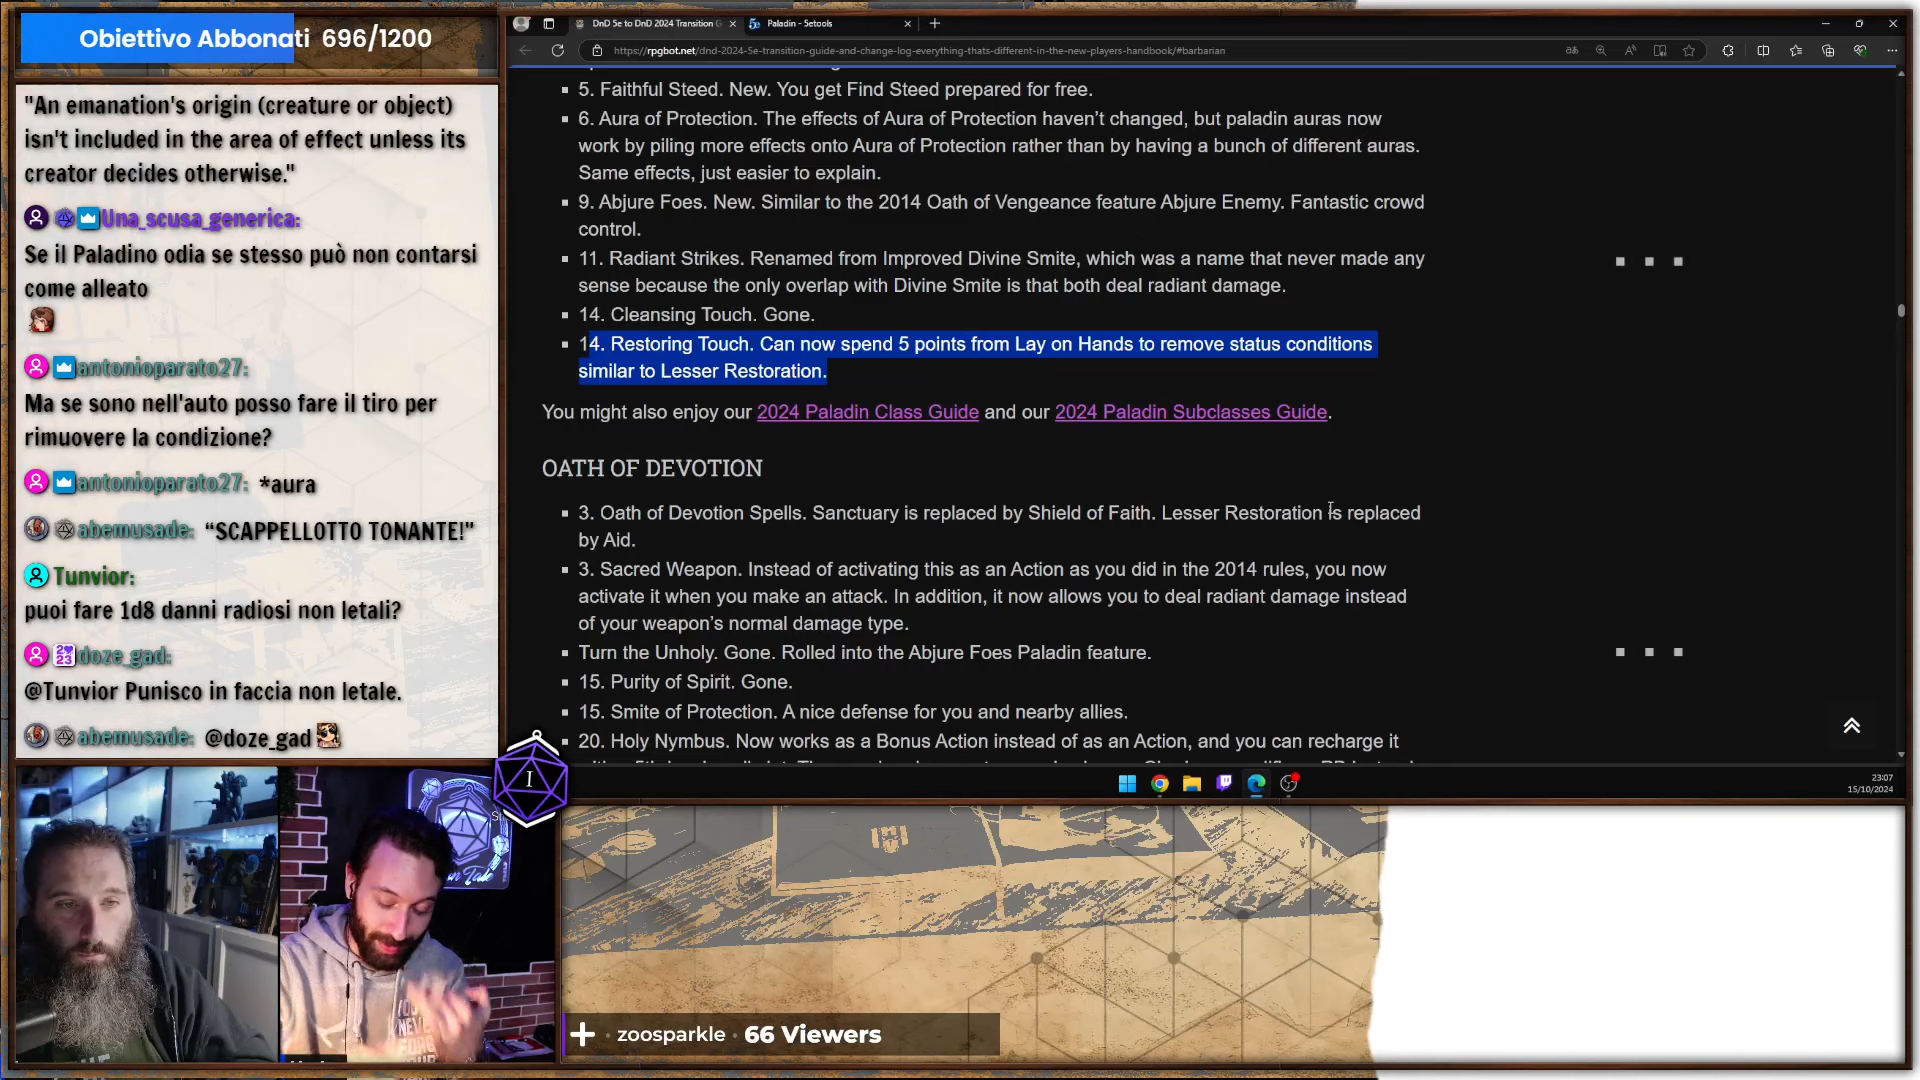 Obiettivo Abbonati 696/1200
"An emanation's origin (creature or object)
isn't included in the area of effect unless its
creator decides otherwise."
Una_scusa_generica:
Se il Paladino odia se stesso può non contarsi
come alleato
antonioparato27:
Ma se sono nell'auto posso fare il tiro per
rimuovere la condizione?
antonioparato27: *aura
abemusade: “SCAPPELLOTTO TONANTE!”
Tunvior:
puoi fare 1d8 danni radiosi non letali?
doze_gad:
@Tunvior Punisco in faccia non letale.
abemusade: @doze_gad
DnD 5e to DnD 2024 Transition G
Paladin - 5etools
https://rpgbot.net/dnd-2024-5e-transition-guide-and-change-log-everything-thats-different-in-the-new-players-handbook/#barbarian
5. Faithful Steed. New. You get Find Steed prepared for free.
6. Aura of Protection. The effects of Aura of Protection haven’t changed, but paladin auras now
work by piling more effects onto Aura of Protection rather than by having a bunch of different auras.
Same effects, just easier to explain.
9. Abjure Foes. New. Similar to the 2014 Oath of Vengeance feature Abjure Enemy. Fantastic crowd
control.
11. Radiant Strikes. Renamed from Improved Divine Smite, which was a name that never made any
sense because the only overlap with Divine Smite is that both deal radiant damage.
14. Cleansing Touch. Gone.
14. Restoring Touch. Can now spend 5 points from Lay on Hands to remove status conditions
similar to Lesser Restoration.
You might also enjoy our 2024 Paladin Class Guide and our 2024 Paladin Subclasses Guide.
OATH OF DEVOTION
3. Oath of Devotion Spells. Sanctuary is replaced by Shield of Faith. Lesser Restoration is replaced
by Aid.
3. Sacred Weapon. Instead of activating this as an Action as you did in the 2014 rules, you now
activate it when you make an attack. In addition, it now allows you to deal radiant damage instead
of your weapon’s normal damage type.
Turn the Unholy. Gone. Rolled into the Abjure Foes Paladin feature.
15. Purity of Spirit. Gone.
15. Smite of Protection. A nice defense for you and nearby allies.
20. Holy Nymbus. Now works as a Bonus Action instead of as an Action, and you can recharge it
23:07
15/10/2024
I
zoosparkle · 66 Viewers